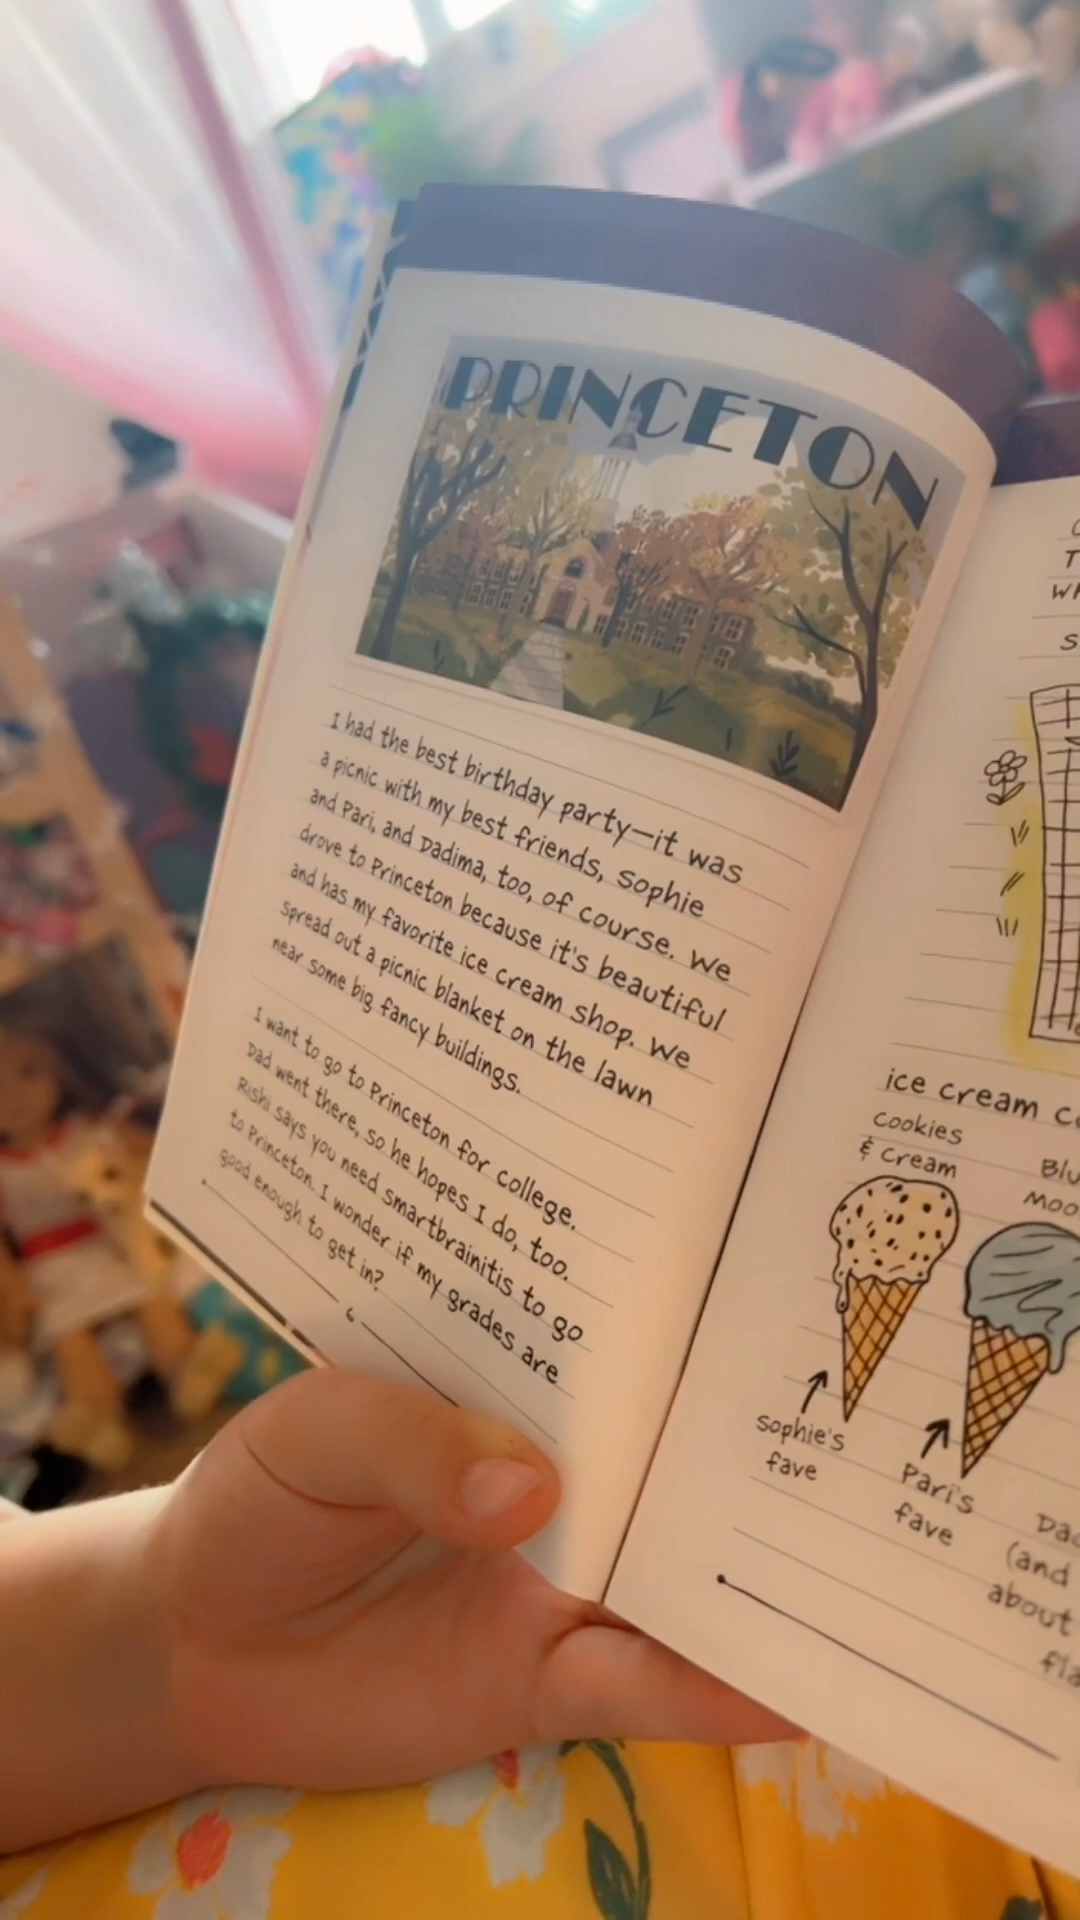 PRINCETON
I had the best birthday party—it was
a picnic with my best friends, Sophie
and Pari, and Dadima, too, of course. We
drove to Princeton because it's beautiful
and has my favorite ice cream shop. We
spread out a picnic blanket on the lawn
near some big fancy buildings.
I want to go to Princeton for college.
Dad went there, so he hopes I do, too.
Rishi says you need smartbrainitis to go
to Princeton. I wonder if my grades are
good enough to get in?
6
ice cream
Cookies
& Cream
Sophie's
fave
Pari's
fave
(and
about